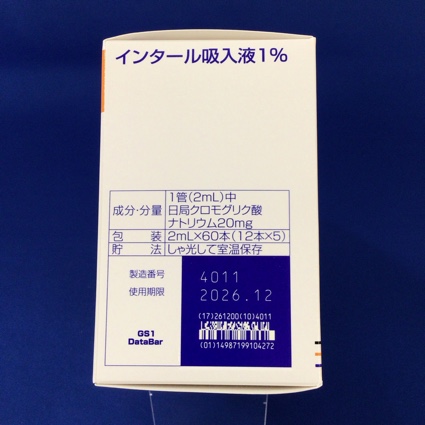 インタール吸入液1%
成分・分量 1管(2mL)中
日局クロモグリク酸
ナトリウム20mg
包装 2mL×60本(12本×5)
貯法 しゃ光して室温保存
製造番号 4011
使用期限 2026.12
(17)261200(10)4011
(01)14987199104272
GS1
DataBar